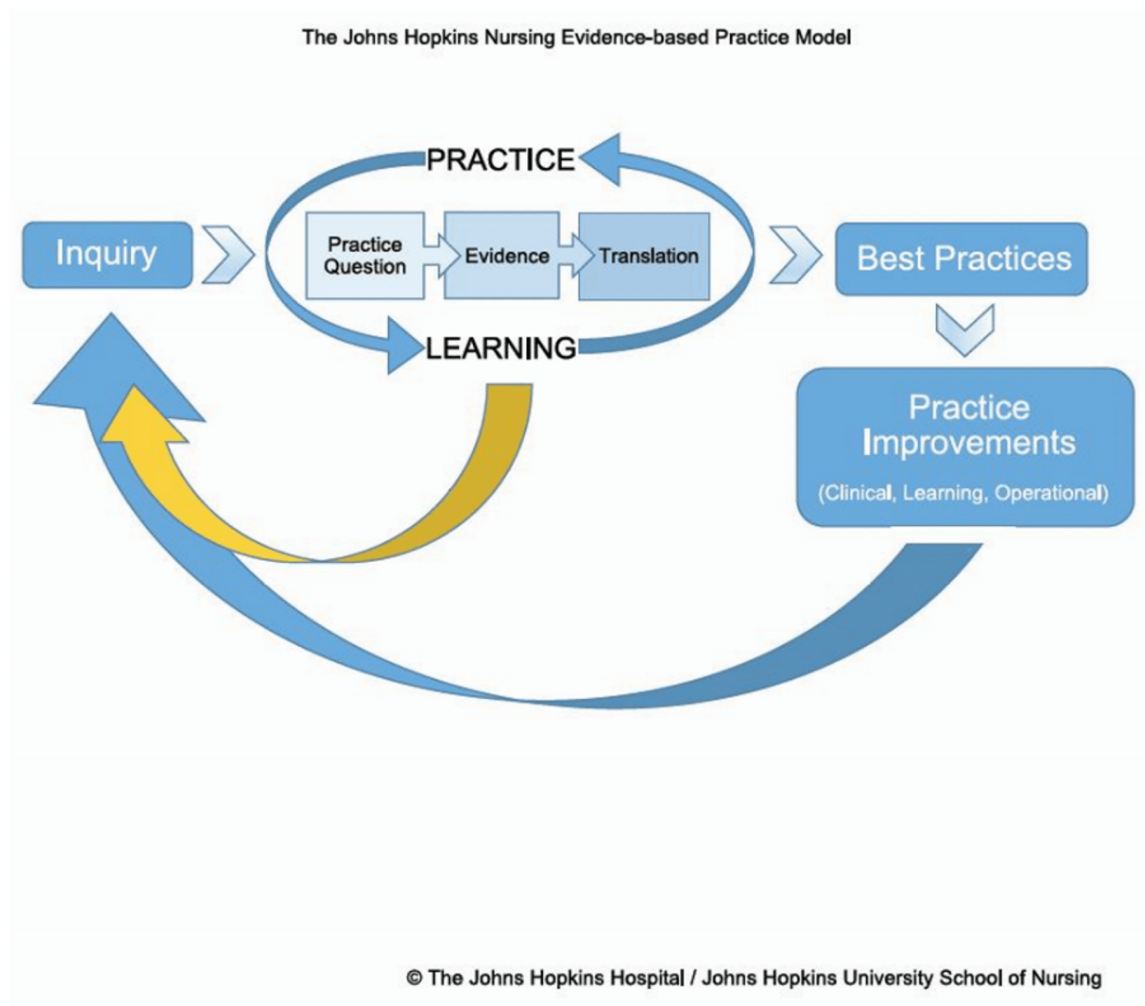 The Johns Hopkins Nursing Evidence-based Practice Model
PRACTICE
Inquiry
Practice
Question
Evidence
Translation
LEARNING
Best Practices
Practice
Improvements
(Clinical, Learning, Operational)
© The Johns Hopkins Hospital / Johns Hopkins University School of Nursing